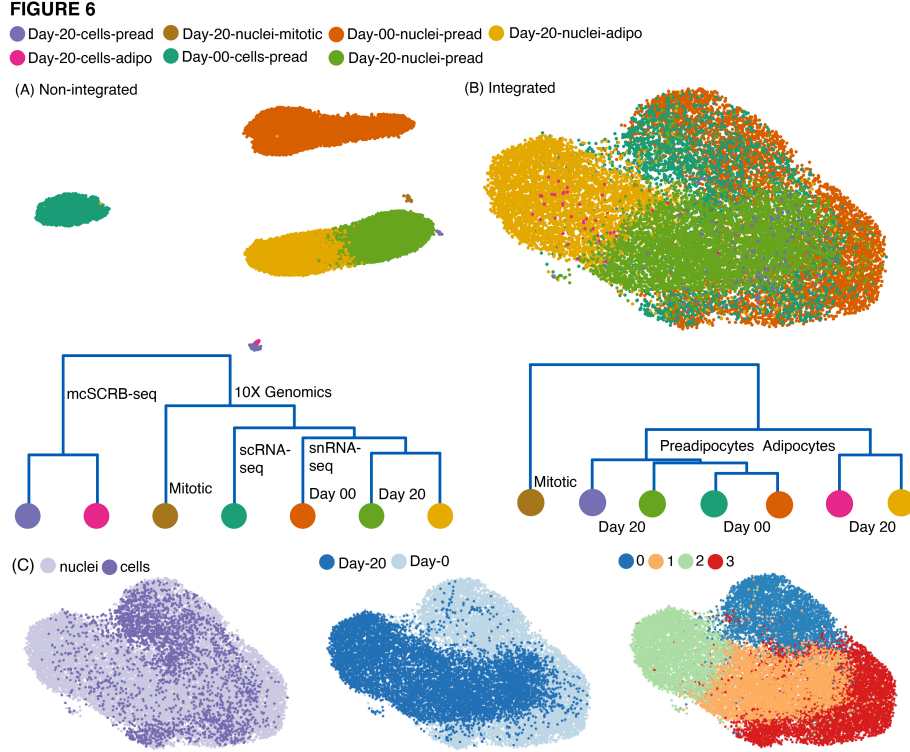 FIGURE 6
Day-20-cells-pread Day-20-nuclei-mitotic Day-00-nuclei-pread Day-20-nuclei-adipo
Day-20-cells-adipo Day-00-cells-pread Day-20-nuclei-pread
(A) Non-integrated
(B) Integrated
mcSCRB-seq
10X Genomics
scRNA-
seq
snRNA-
seq
Mitotic
Day 00
Day 20
Preadipocytes Adipocytes
Mitotic
Day 20
Day 00
Day 20
(C) nuclei cells
Day-20 Day-0
0 1 2 3